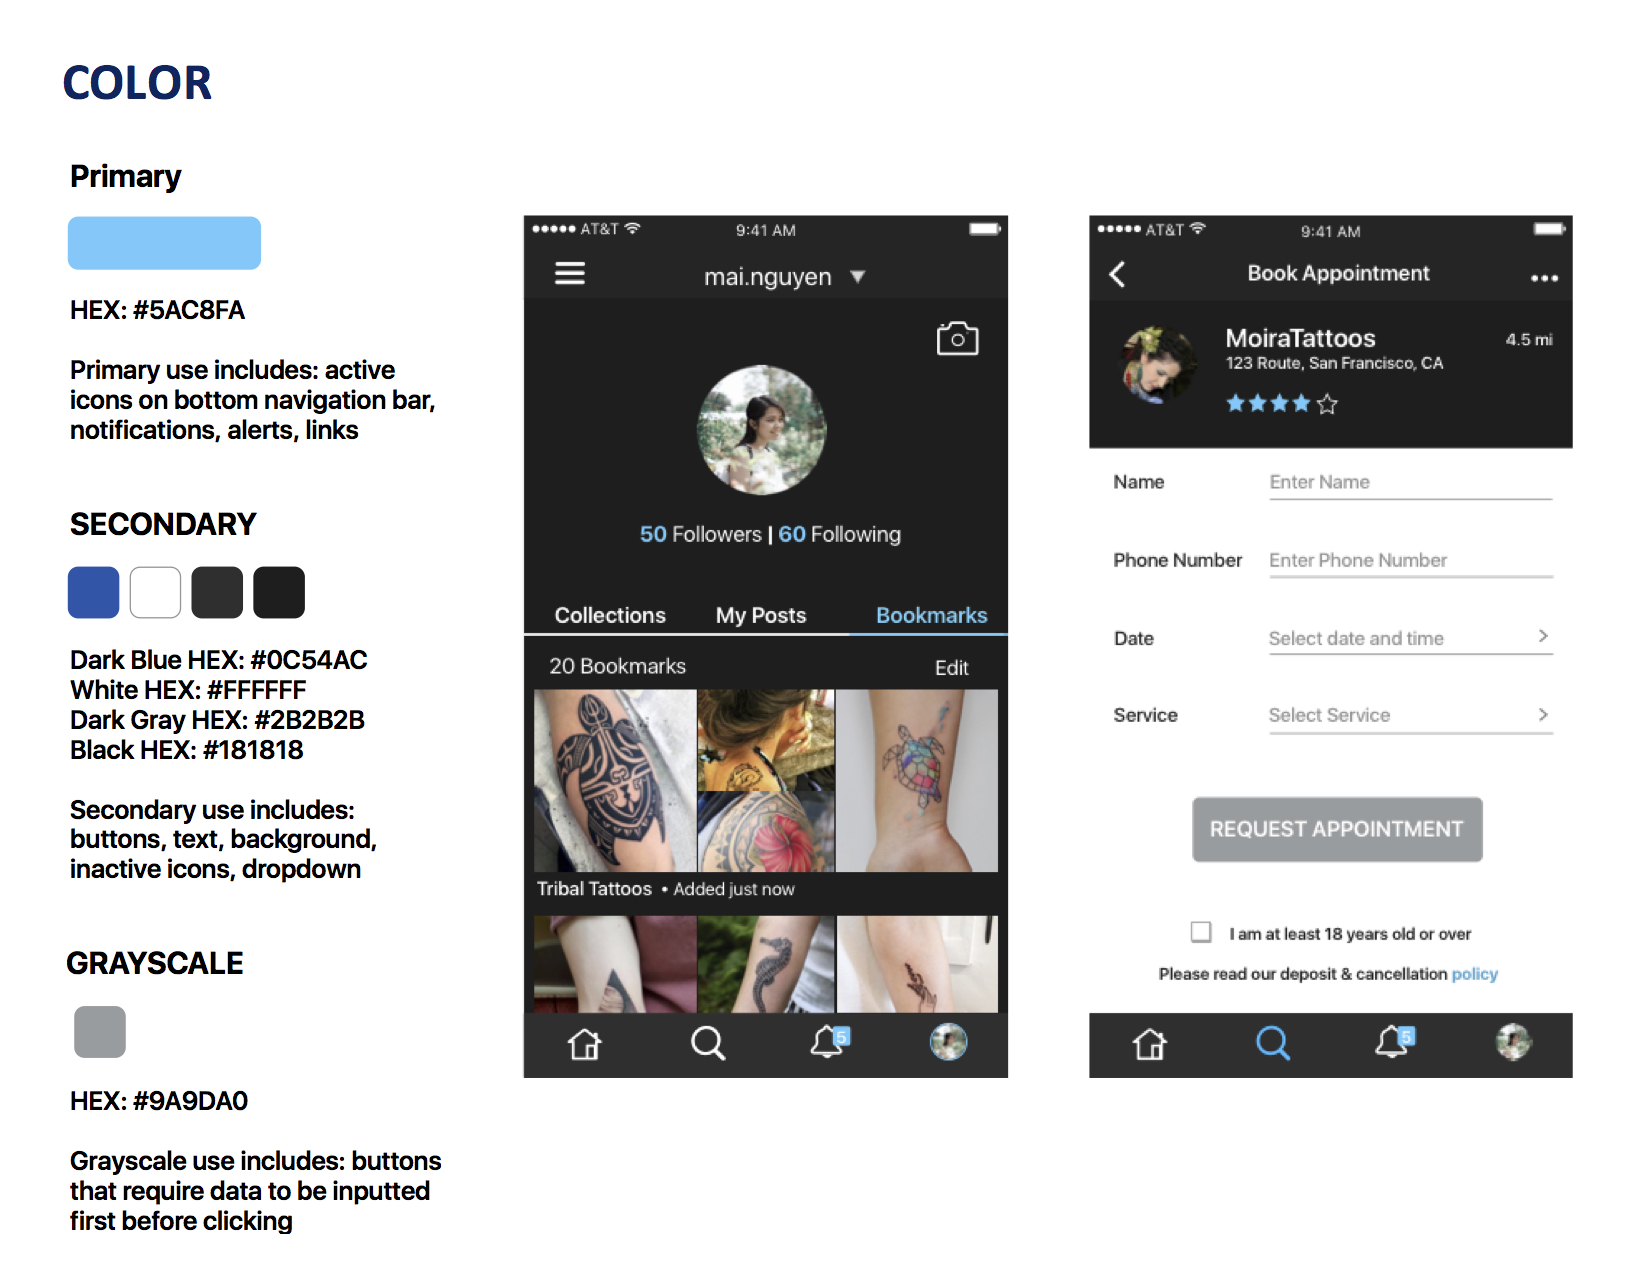 COLOR
Primary
HEX: #5AC8FA
Primary use includes: active
icons on bottom navigation bar,
notifications, alerts, links
SECONDARY
Dark Blue HEX: #0C54AC
White HEX: #FFFFFF
Dark Gray HEX: #2B2B2B
Black HEX: #181818
Secondary use includes:
buttons, text, background,
inactive icons, dropdown
GRAYSCALE
HEX: #9A9DA0
Grayscale use includes: buttons
that require data to be inputted
first before clicking
AT&T 9:41 AM
mai.nguyen
50 Followers | 60 Following
Collections My Posts Bookmarks
20 Bookmarks Edit
Tribal Tattoos • Added just now
5
AT&T 9:41 AM
Book Appointment
MoiraTattoos 4.5 mi
123 Route, San Francisco, CA
Name Enter Name
Phone Number Enter Phone Number
Date Select date and time
Service Select Service
REQUEST APPOINTMENT
I am at least 18 years old or over
Please read our deposit & cancellation policy
5